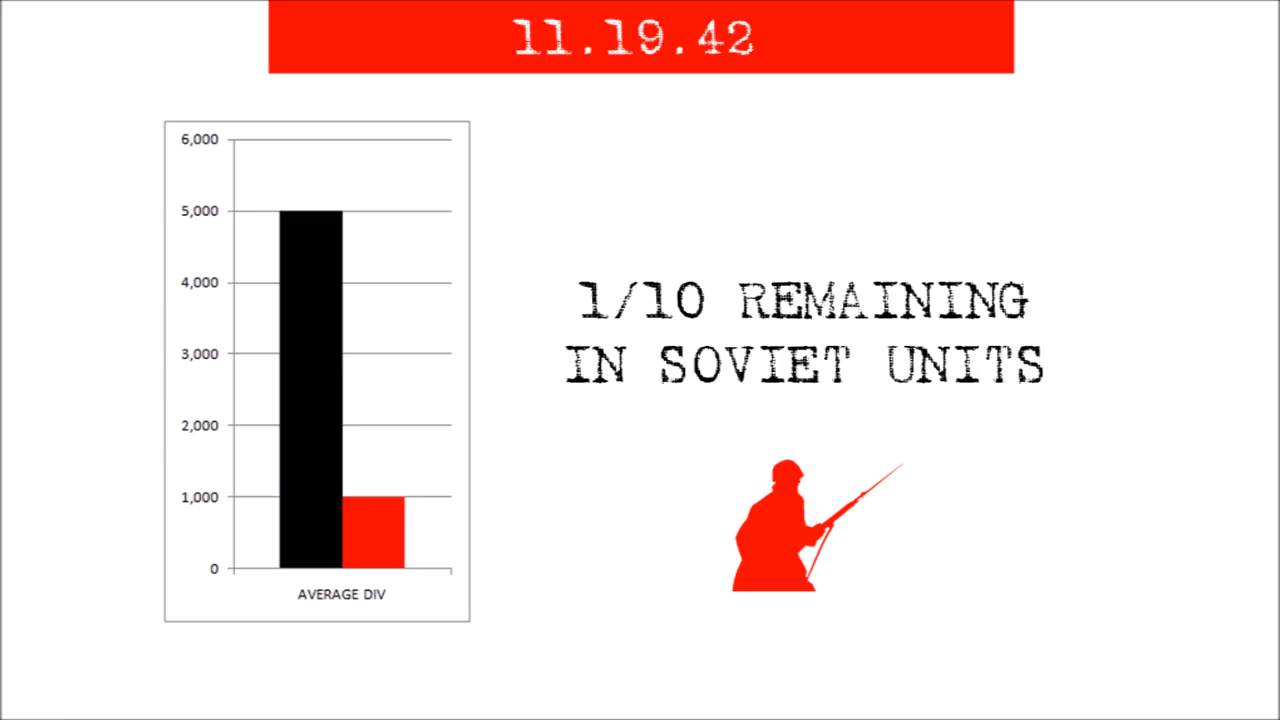 11.19.42
6,000
5,000
4,000
3,000
2,000
1,000
0
AVERAGE DIV
1/10 REMAINING
IN SOVIET UNITS